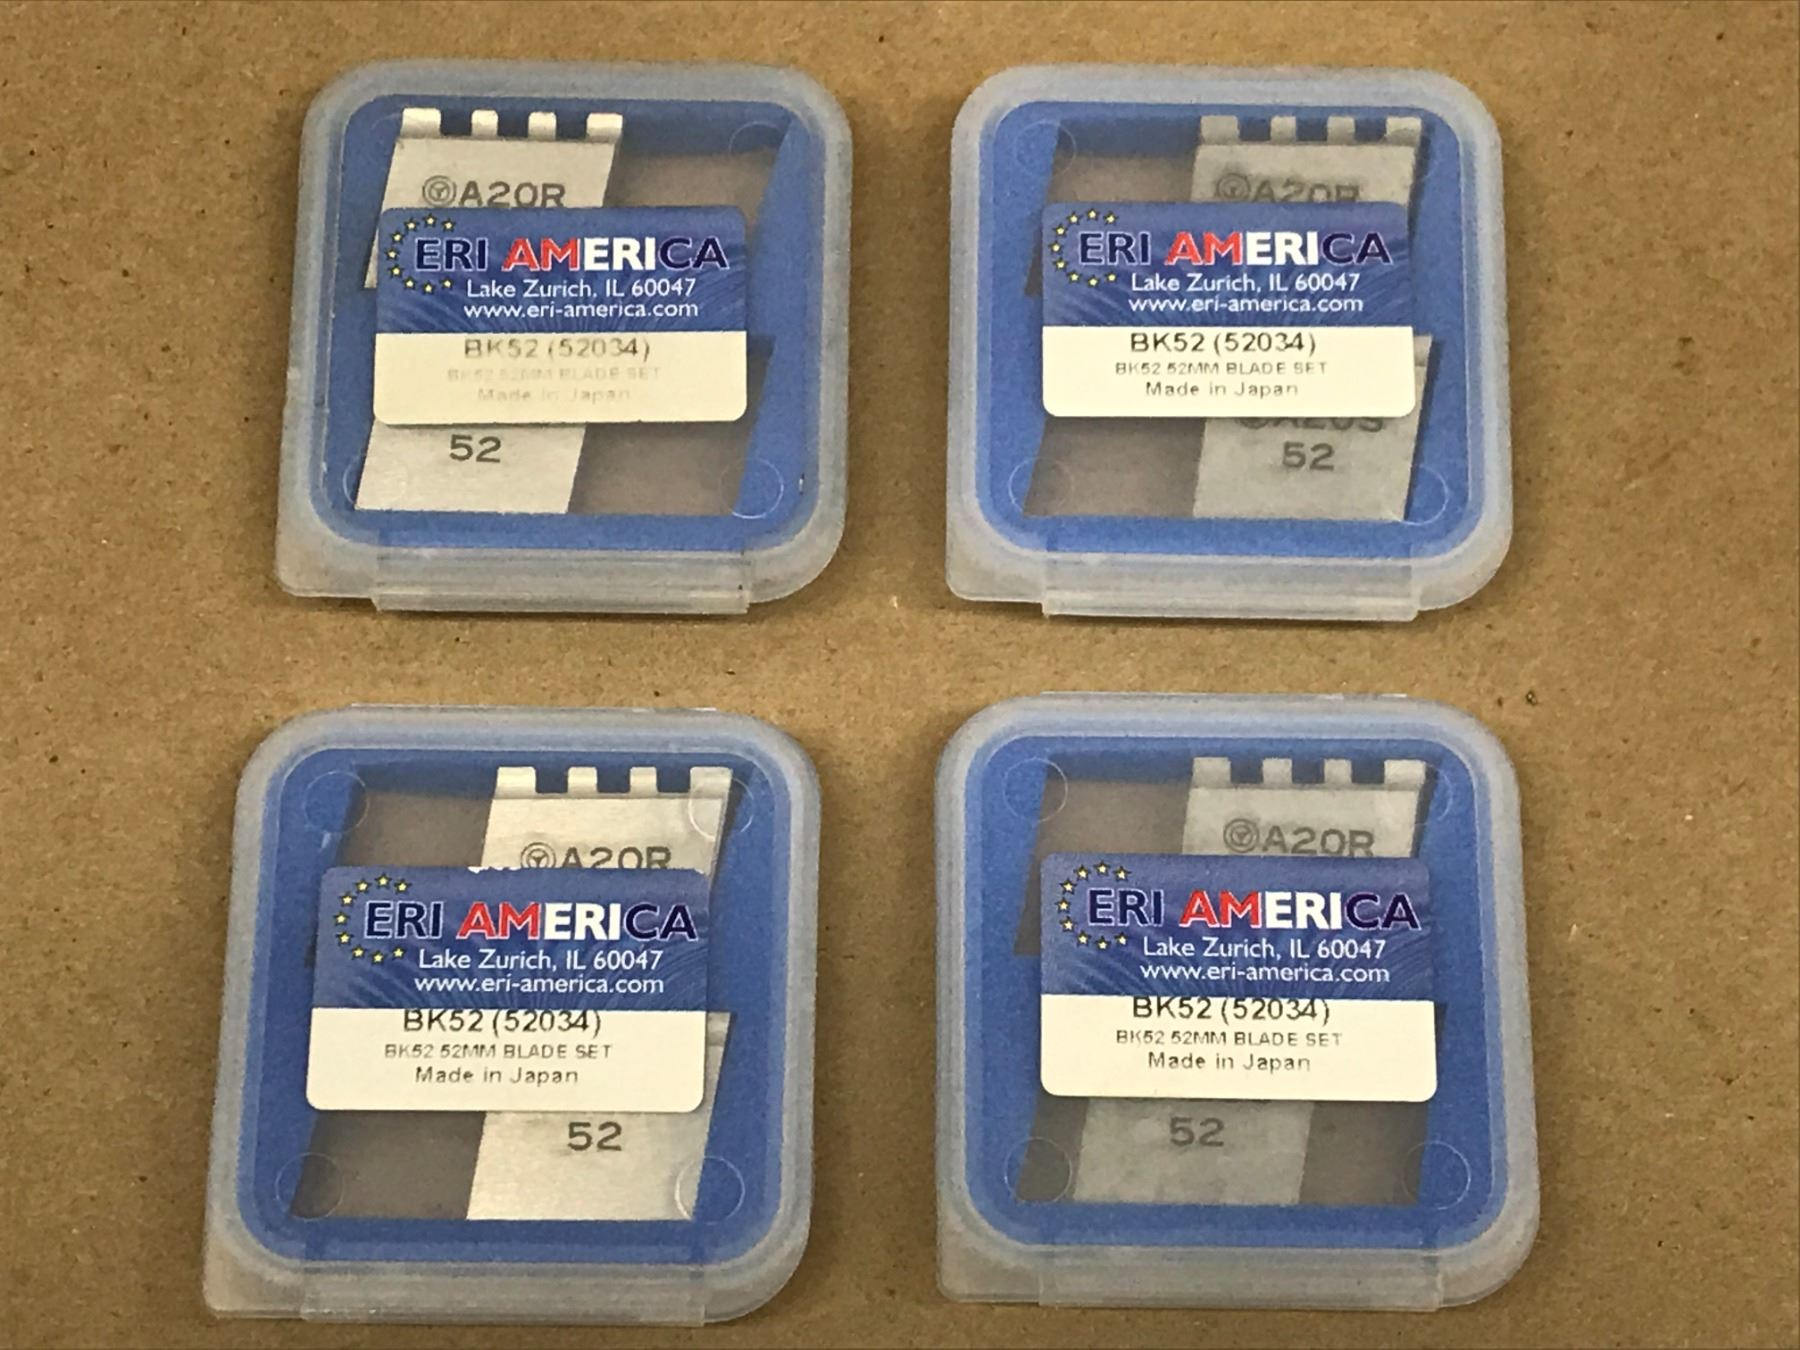 A20R
ERI AMERICA
Lake Zurich, IL 60047
www.eri-america.com
BK52 (52034)
BK52 52MM BLADE SET
Made in Japan
52
A20R
ERI AMERICA
Lake Zurich, IL 60047
www.eri-america.com
BK52 (52034)
BK52 52MM BLADE SET
Made in Japan
A20S
52
A20R
ERI AMERICA
Lake Zurich, IL 60047
www.eri-america.com
BK52 (52034)
BK52 52MM BLADE SET
Made in Japan
52
A20R
ERI AMERICA
Lake Zurich, IL 60047
www.eri-america.com
BK52 (52034)
BK52 52MM BLADE SET
Made in Japan
52